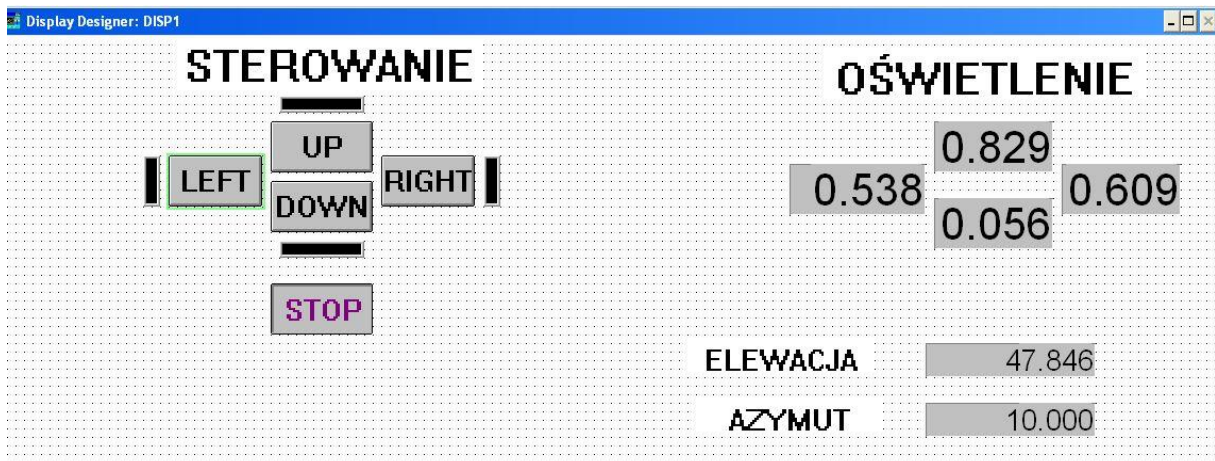 Display Designer: DISP1
STEROWANIE
UP
LEFT
RIGHT
DOWN
STOP
OŚWIETLENIE
0.829
0.538
0.609
0.056
ELEWACJA 47.846
AZYMUT 10.000